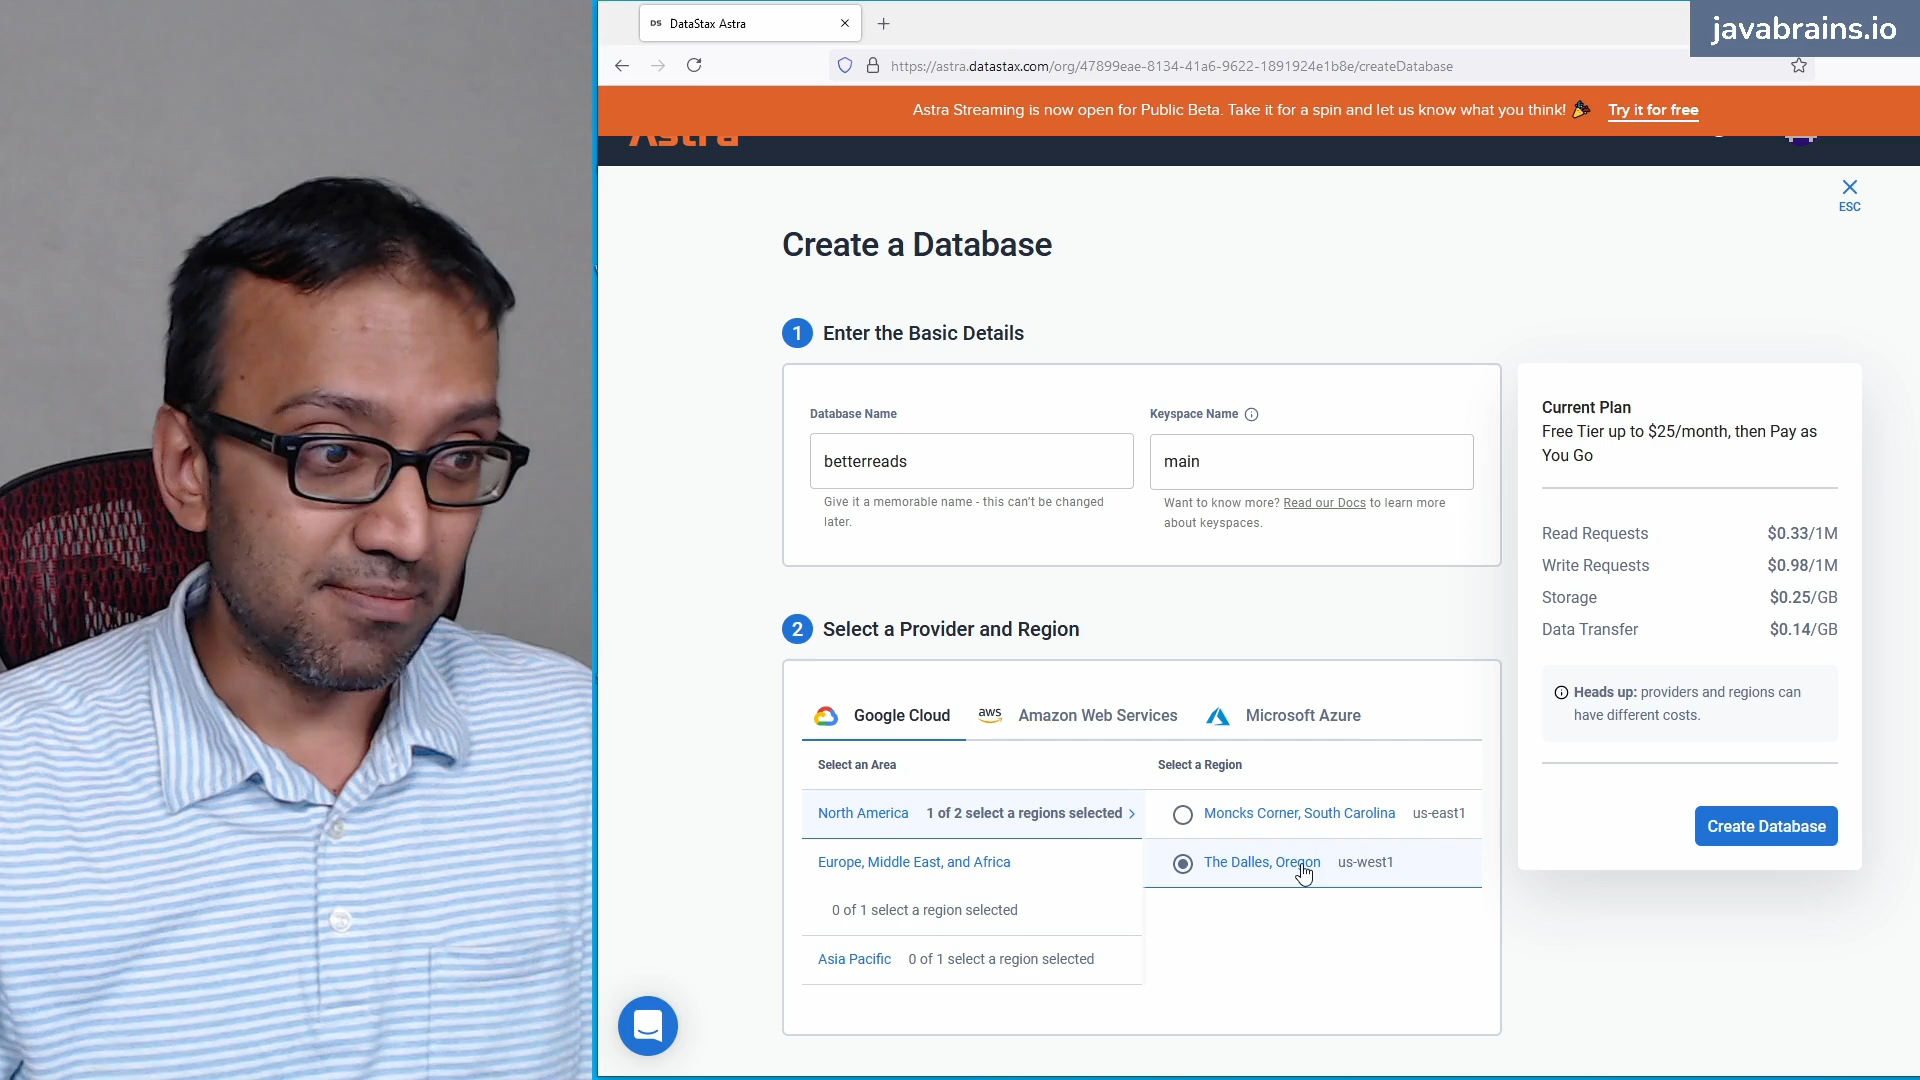 DS DataStax Astra
javabrains.io
https://astra.datastax.com/org/47899eae-8134-41a6-9622-1891924e1b8e/createDatabase
Astra Streaming is now open for Public Beta. Take it for a spin and let us know what you think! Try it for free
Astra
ESC
Create a Database
1 Enter the Basic Details
Database Name
Keyspace Name
betterreads
main
Give it a memorable name - this can't be changed
later.
Want to know more? Read our Docs to learn more
about keyspaces.
Current Plan
Free Tier up to $25/month, then Pay as
You Go
Read Requests $0.33/1M
Write Requests $0.98/1M
Storage $0.25/GB
Data Transfer $0.14/GB
Heads up: providers and regions can
have different costs.
Create Database
2 Select a Provider and Region
Google Cloud aws Amazon Web Services Microsoft Azure
Select an Area
Select a Region
North America 1 of 2 select a regions selected
Moncks Corner, South Carolina us-east1
Europe, Middle East, and Africa
The Dalles, Oregon us-west1
0 of 1 select a region selected
Asia Pacific 0 of 1 select a region selected